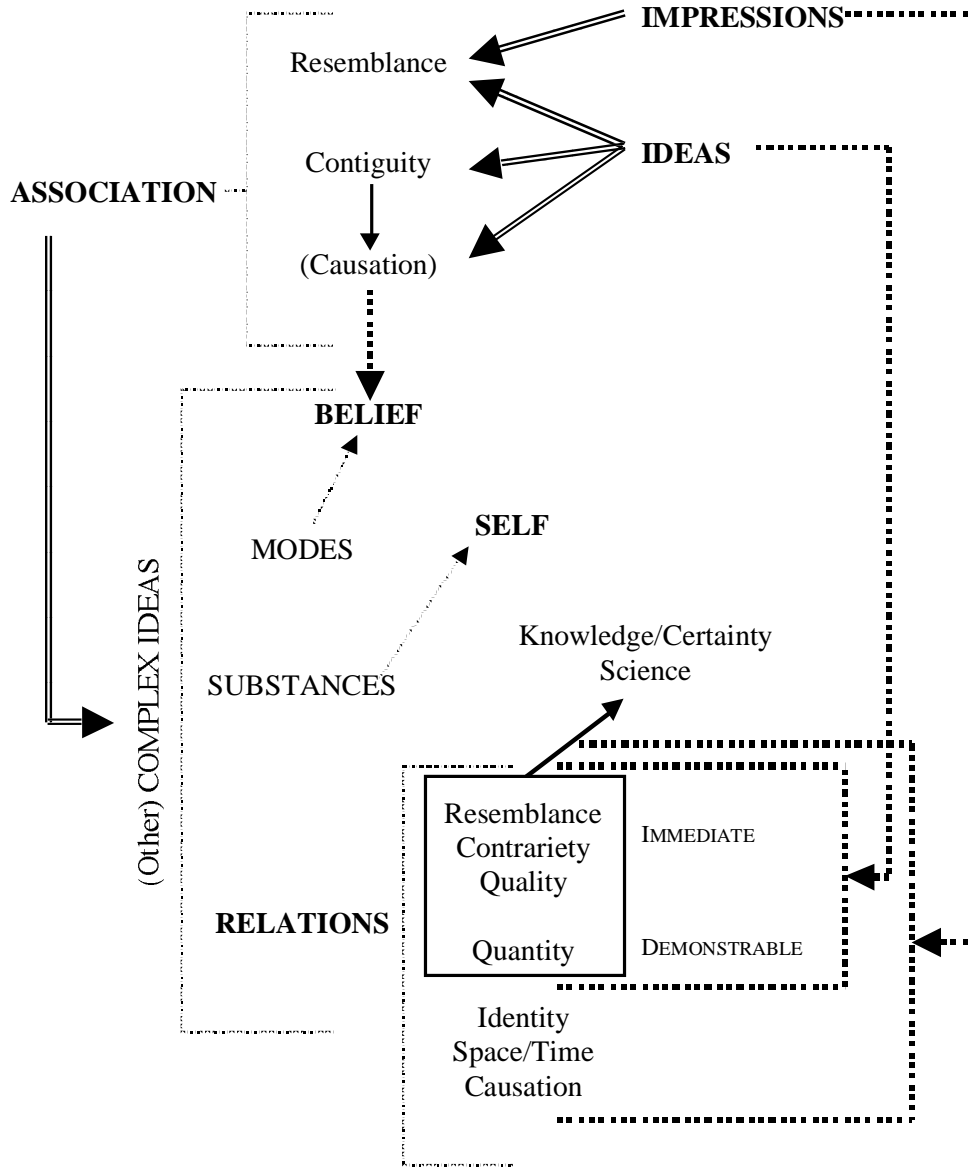 IMPRESSIONS
Resemblance
IDEAS
Contiguity
ASSOCIATION
(Causation)
BELIEF
SELF
MODES
(Other) COMPLEX IDEAS
Knowledge/Certainty
Science
SUBSTANCES
Resemblance
Contrariety
Quality
IMMEDIATE
RELATIONS
Quantity
DEMONSTRABLE
Identity
Space/Time
Causation